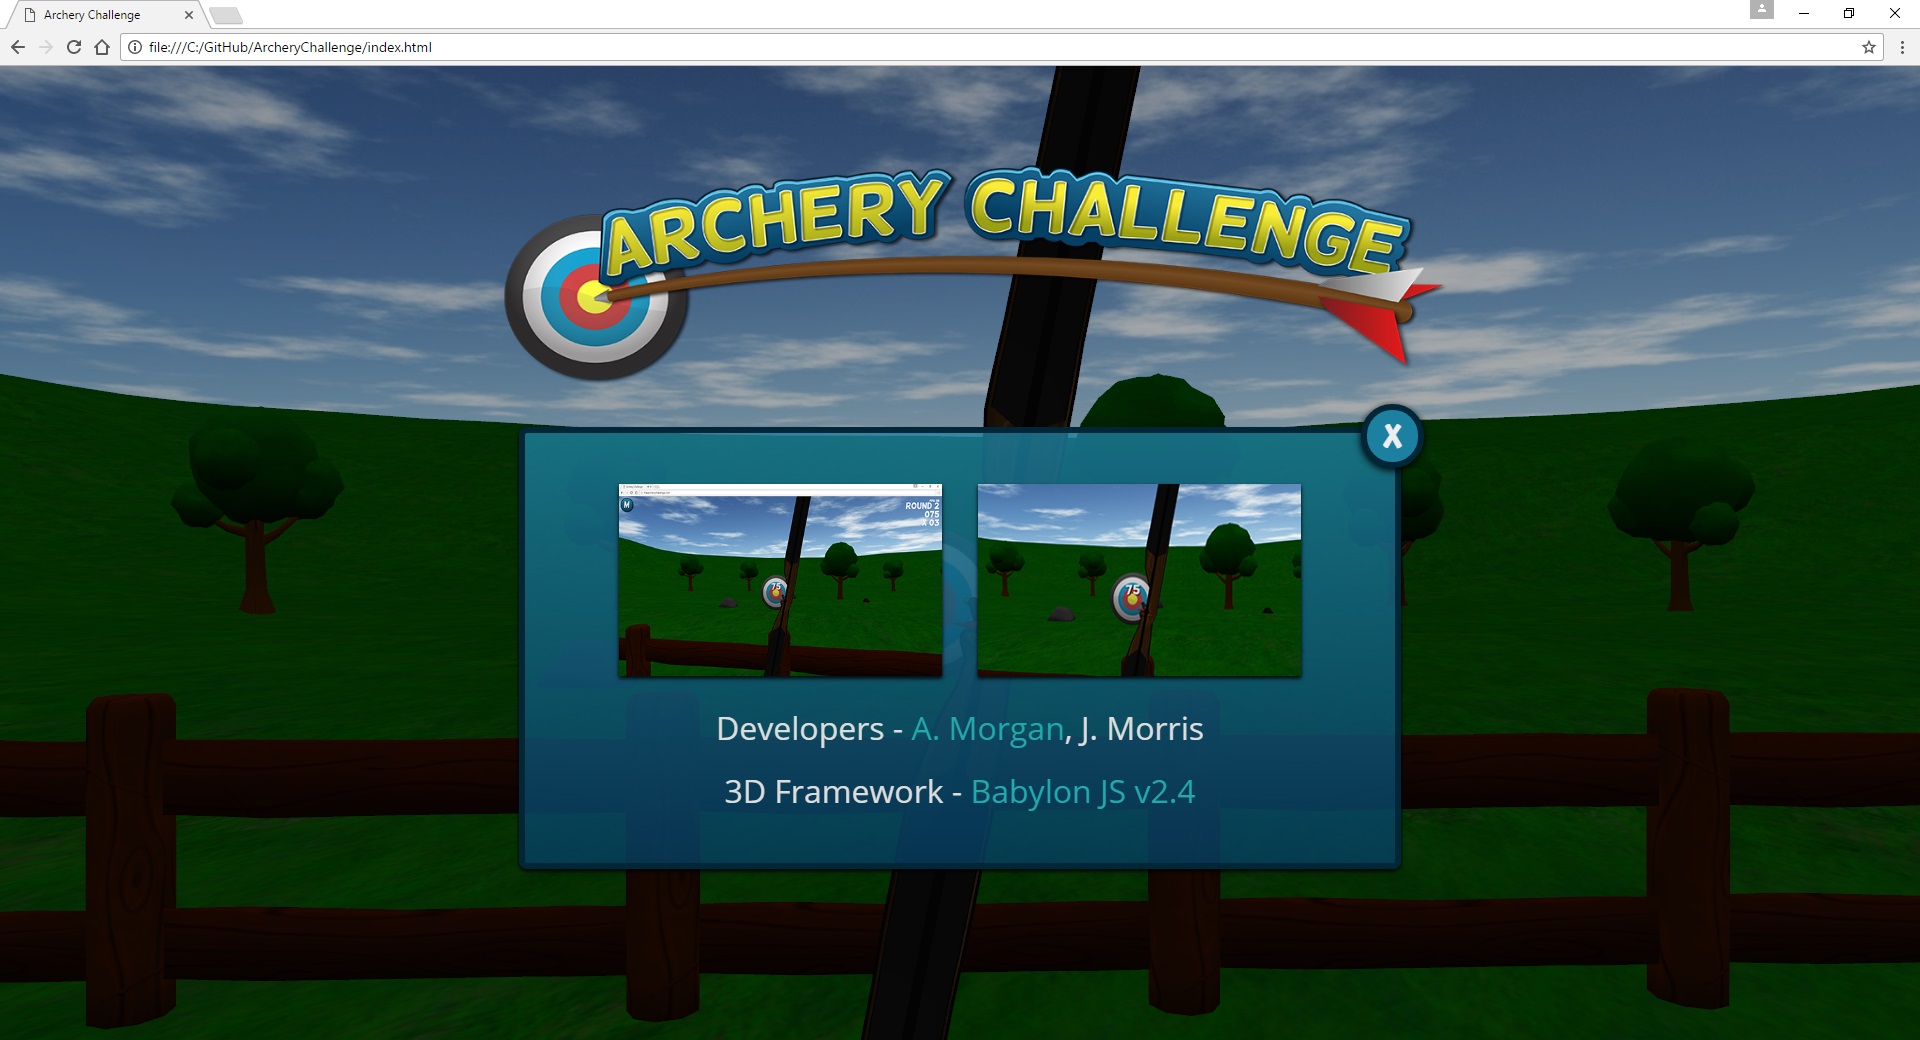 Archery Challenge
file:///C:/GitHub/ArcheryChallenge/index.html
ARCHERY CHALLENGE
X
M
ROUND 2
075
X 03
75
75
Developers - A. Morgan, J. Morris
3D Framework - Babylon JS v2.4